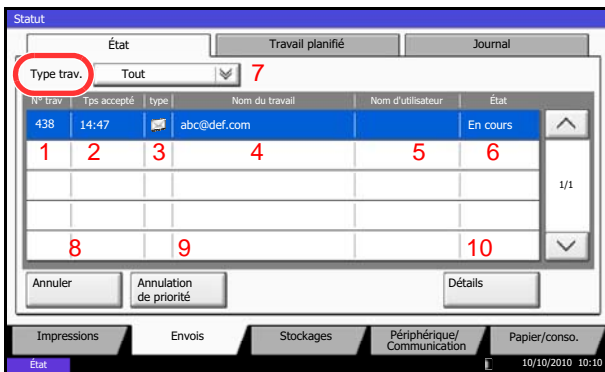 Statut
État Travail planifié Journal
Type trav. Tout 7
N° trav Tps accepté type Nom du travail Nom d'utilisateur État
438 14:47 abc@def.com En cours
1 2 3 4 5 6
1/1
8 9 10
Annuler Annulation de priorité Détails
Impressions Envois Stockages Périphérique/ Communication Papier/conso.
État 10/10/2010 10:10